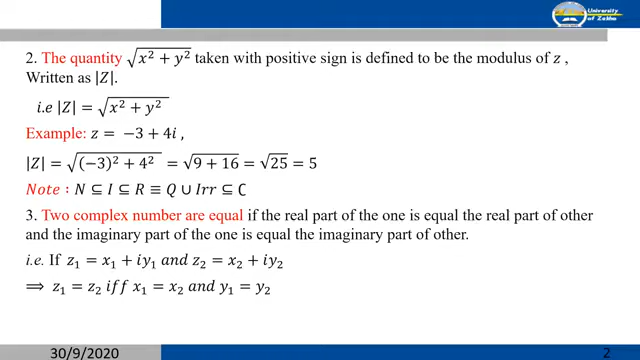 University
of Zakho
2. The quantity √(x² + y²) taken with positive sign is defined to be the modulus of z ,
Written as |Z| .
i.e |Z| = √(x² + y²)
Example: z = −3 + 4i ,
|Z| = √((−3)² + 4²) = √(9 + 16) = √25 = 5
Note : N ⊆ I ⊆ R ≡ Q ∪ Irr ⊆ ℂ
3. Two complex number are equal if the real part of the one is equal the real part of other
and the imaginary part of the one is equal the imaginary part of other.
i.e. If z₁ = x₁ + iy₁ and z₂ = x₂ + iy₂
⟹ z₁ = z₂ iff x₁ = x₂ and y₁ = y₂
30/9/2020
2